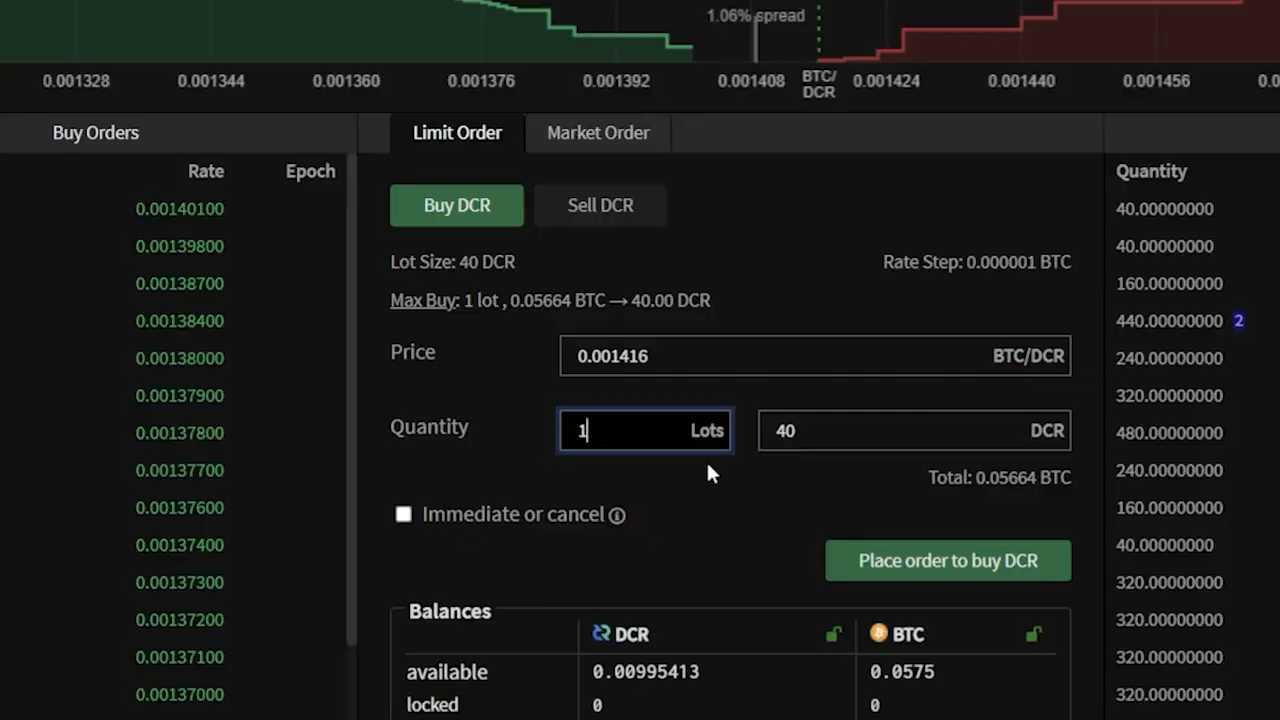 1.06% spread
0.001328 0.001344 0.001360 0.001376 0.001392 0.001408 BTC/ DCR 0.001424 0.001440 0.001456
Buy Orders
Rate Epoch
0.00140100
0.00139800
0.00138700
0.00138400
0.00138000
0.00137900
0.00137800
0.00137700
0.00137600
0.00137400
0.00137300
0.00137200
0.00137100
0.00137000
Limit Order Market Order
Buy DCR Sell DCR
Lot Size: 40 DCR Rate Step: 0.000001 BTC
Max Buy: 1 lot , 0.05664 BTC → 40.00 DCR
Price 0.001416 BTC/DCR
Quantity 1 Lots 40 DCR
Total: 0.05664 BTC
Immediate or cancel
Place order to buy DCR
Balances
DCR BTC
available 0.00995413 0.0575
locked 0 0
Quantity
40.00000000
40.00000000
160.00000000
440.00000000 2
240.00000000
320.00000000
480.00000000
240.00000000
160.00000000
40.00000000
320.00000000
320.00000000
320.00000000
320.00000000